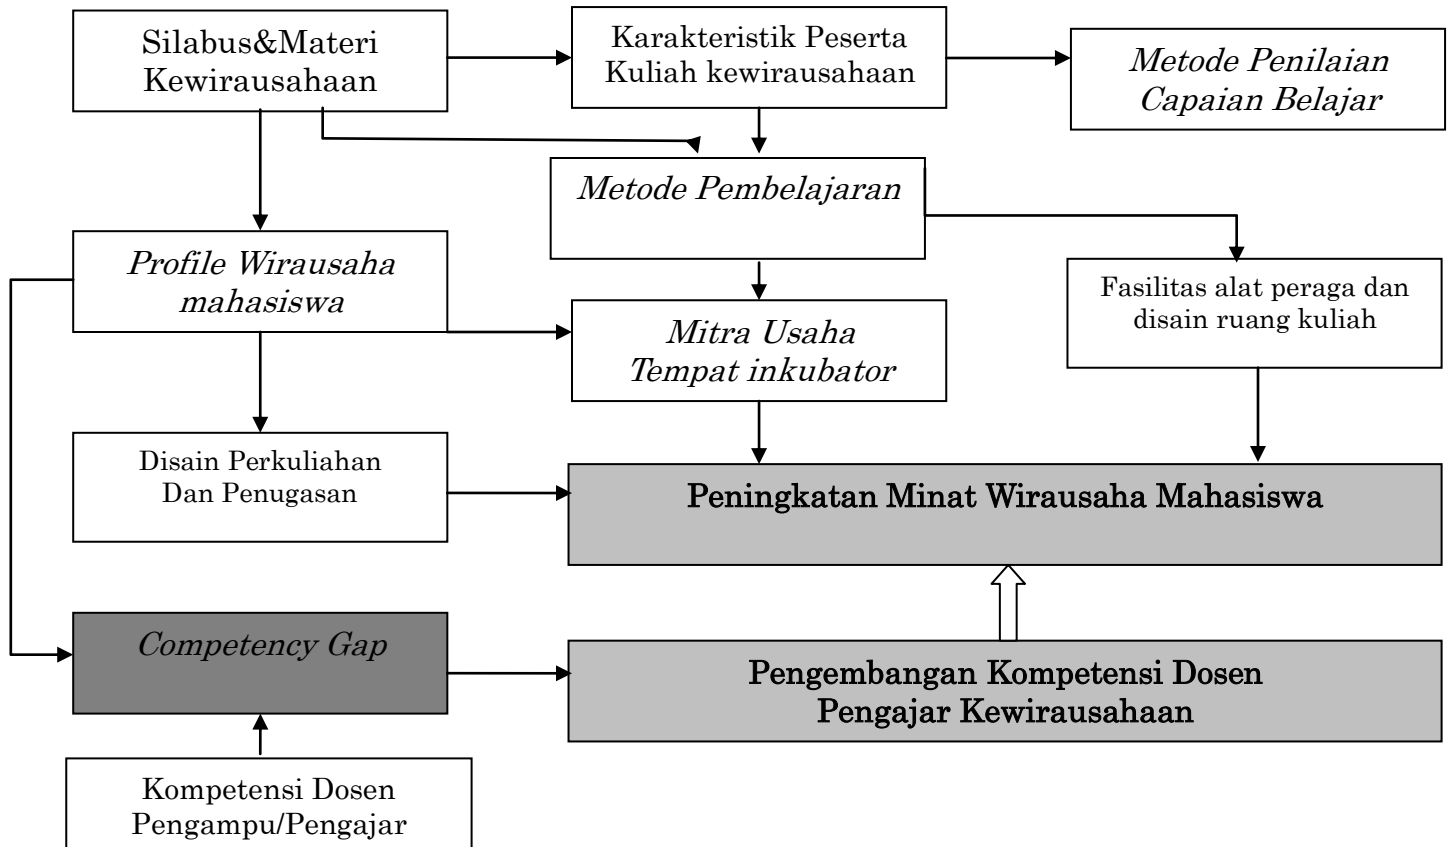 Silabus&Materi
Kewirausahaan
Karakteristik Peserta
Kuliah kewirausahaan
Metode Penilaian
Capaian Belajar
Metode Pembelajaran
Profile Wirausaha
mahasiswa
Fasilitas alat peraga dan
disain ruang kuliah
Mitra Usaha
Tempat inkubator
Disain Perkuliahan
Dan Penugasan
Peningkatan Minat Wirausaha Mahasiswa
Competency Gap
Pengembangan Kompetensi Dosen
Pengajar Kewirausahaan
Kompetensi Dosen
Pengampu/Pengajar